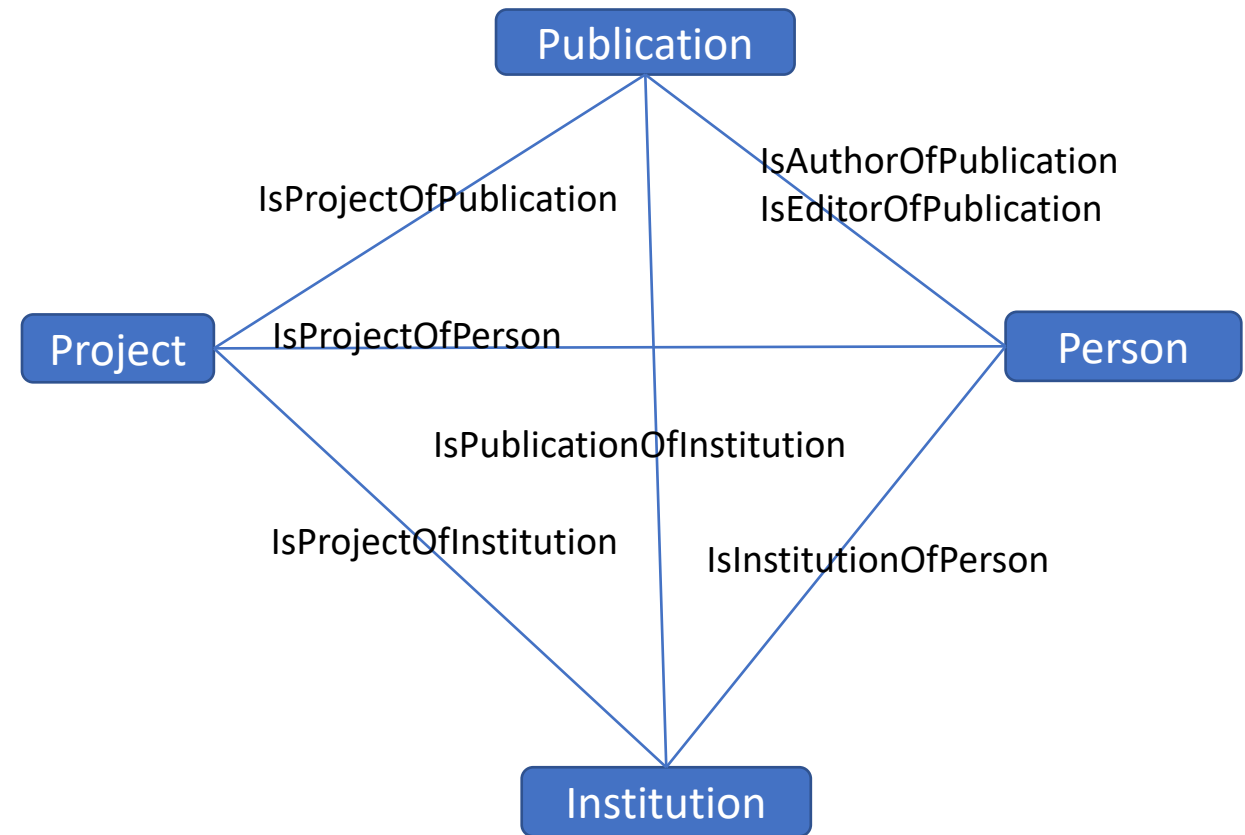 Publication
IsAuthorOfPublication
IsProjectOfPublication
IsEditorOfPublication
Project
IsProjectOfPerson
Person
IsPublicationOfInstitution
IsProjectOfInstitution
IsInstitutionOfPerson
Institution